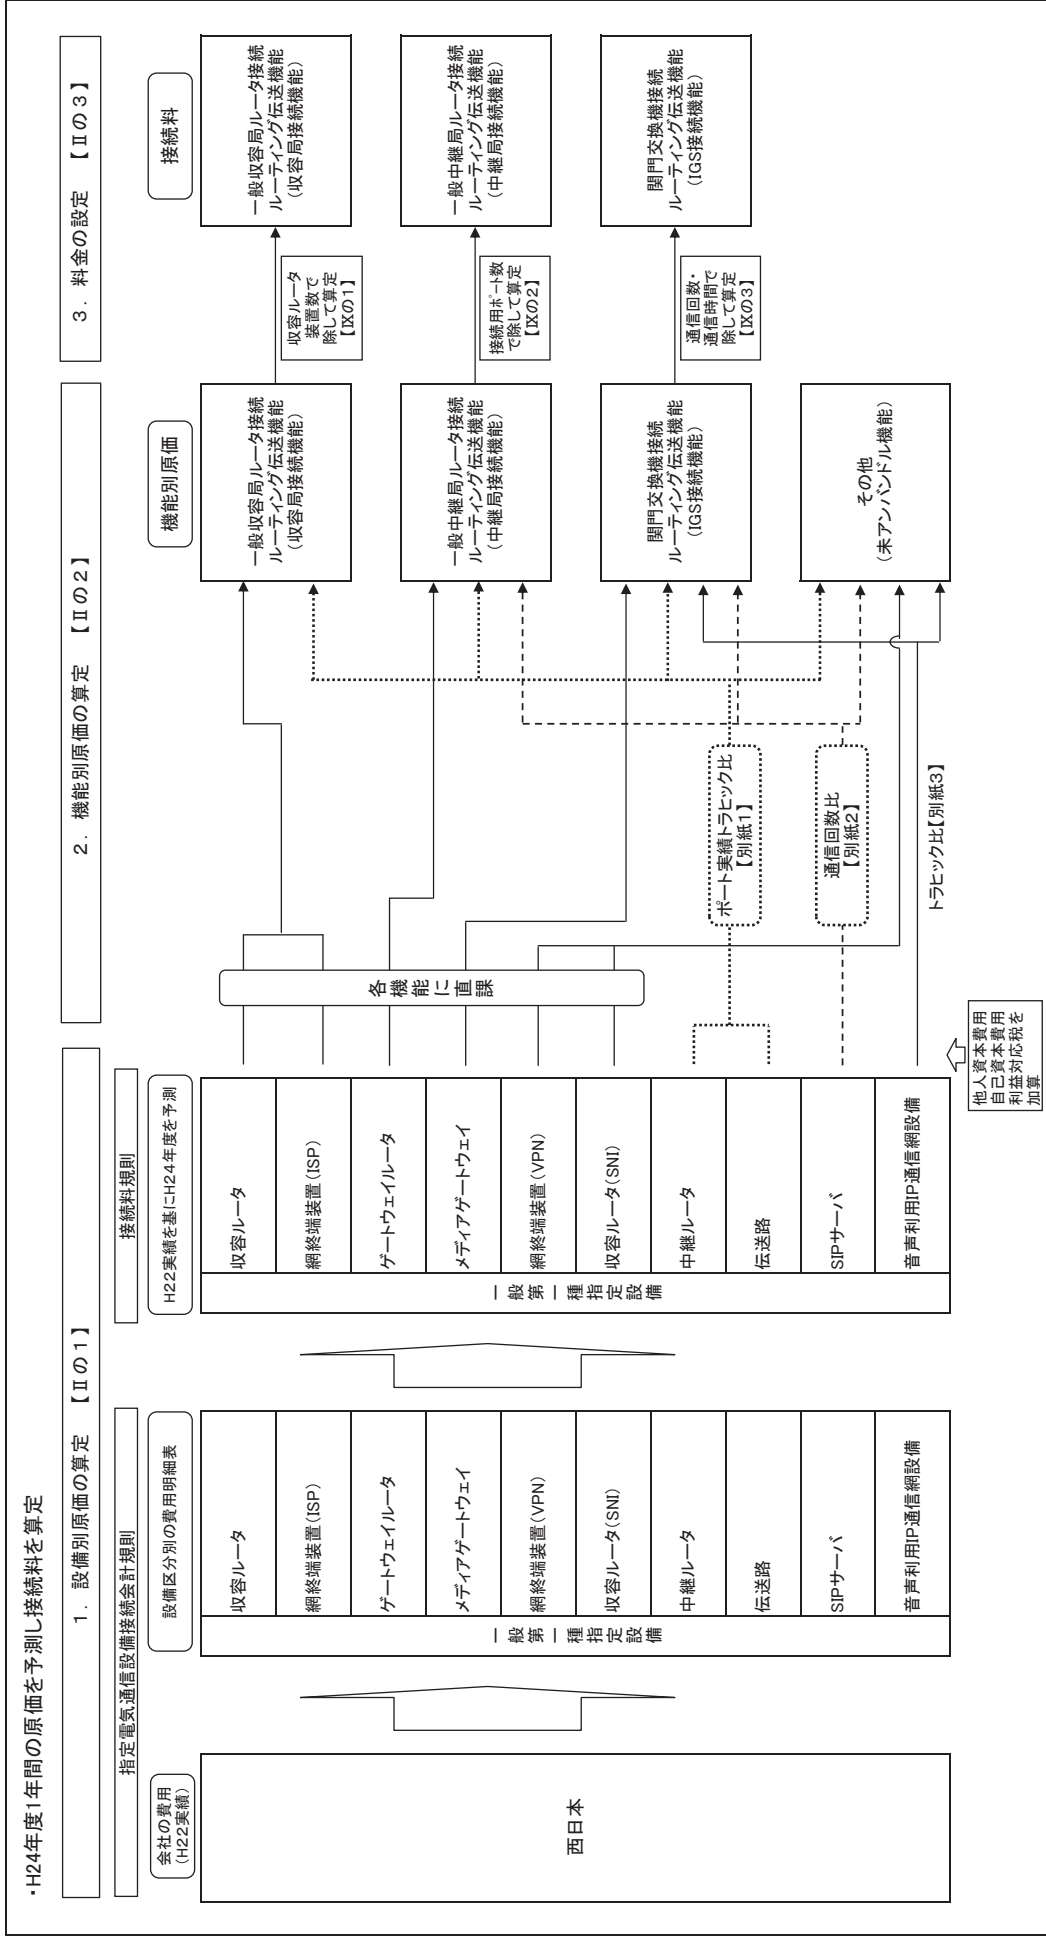 ・H24年度1年間の原価を予測し接続料を算定
1．設備別原価の算定　【Ⅱの1】
2．機能別原価の算定　【Ⅱの2】
3．料金の設定　【Ⅱの3】
指定電気通信設備接続会計規則
接続料規則
会社の費用
(H22実績)
設備区分別の費用明細表
H22実績を基にH24年度を予測
機能別原価
接続料
西日本
収容ルータ
網終端装置(ISP)
ゲートウェイルータ
メディアゲートウェイ
網終端装置(VPN)
収容ルータ(SNI)
中継ルータ
伝送路
SIPサーバ
音声利用IP通信網設備
一般第一種指定設備
収容ルータ
網終端装置(ISP)
ゲートウェイルータ
メディアゲートウェイ
網終端装置(VPN)
収容ルータ(SNI)
中継ルータ
伝送路
SIPサーバ
音声利用IP通信網設備
一般第一種指定設備
他人資本費用
自己資本費用
利益対応税を
加算
各機能に直課
ポート実績トラヒック比
【別紙1】
通信回数比
【別紙2】
トラヒック比【別紙3】
一般収容局ルータ接続
ルーティング伝送機能
(収容局接続機能)
一般中継局ルータ接続
ルーティング伝送機能
(中継局接続機能)
関門交換機接続
ルーティング伝送機能
(IGS接続機能)
その他
(未アンバンドル機能)
収容ルータ
装置数で
除して算定
【Ⅸの1】
接続用ポート数
で除して算定
【Ⅸの2】
通信回数・
通信時間で
除して算定
【Ⅸの3】
一般収容局ルータ接続
ルーティング伝送機能
(収容局接続機能)
一般中継局ルータ接続
ルーティング伝送機能
(中継局接続機能)
関門交換機接続
ルーティング伝送機能
(IGS接続機能)